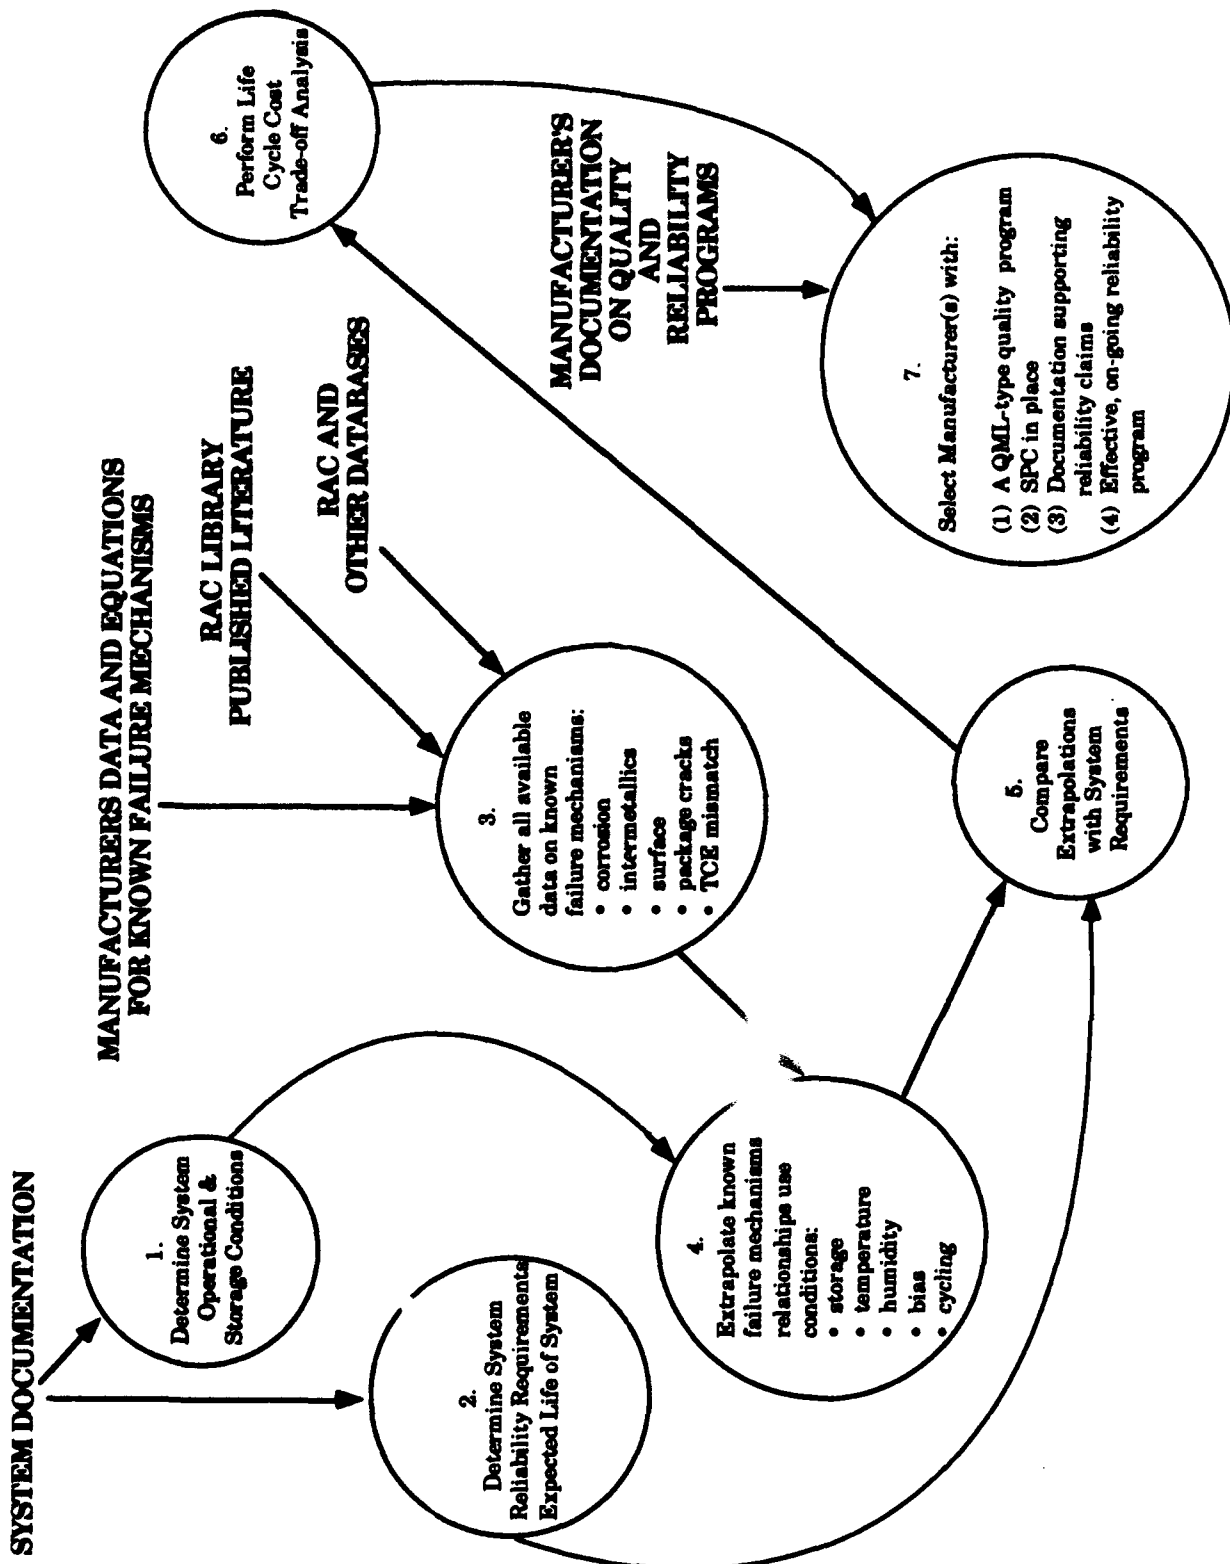 SYSTEM DOCUMENTATION
1.
Determine System
Operational &
Storage Conditions
2.
Determine System
Reliability Requirements
Expected Life of System
MANUFACTURERS DATA AND EQUATIONS
FOR KNOWN FAILURE MECHANISMS
RAC LIBRARY
PUBLISHED LITERATURE
RAC AND
OTHER DATABASES
3.
Gather all available
data on known
failure mechanisms:
• corrosion
• intermetallics
• surface
• package cracks
• TCE mismatch
4.
Extrapolate known
failure mechanisms
relationships use
conditions:
• storage
• temperature
• humidity
• bias
• cycling
5.
Compare
Extrapolations
with System
Requirements
6.
Perform Life
Cycle Cost
Trade-off Analysis
MANUFACTURER'S
DOCUMENTATION
ON QUALITY
AND
RELIABILITY
PROGRAMS
7.
Select Manufacturer(s) with:
(1) A QML-type quality program
(2) SPC in place
(3) Documentation supporting
reliability claims
(4) Effective, on-going reliability
program